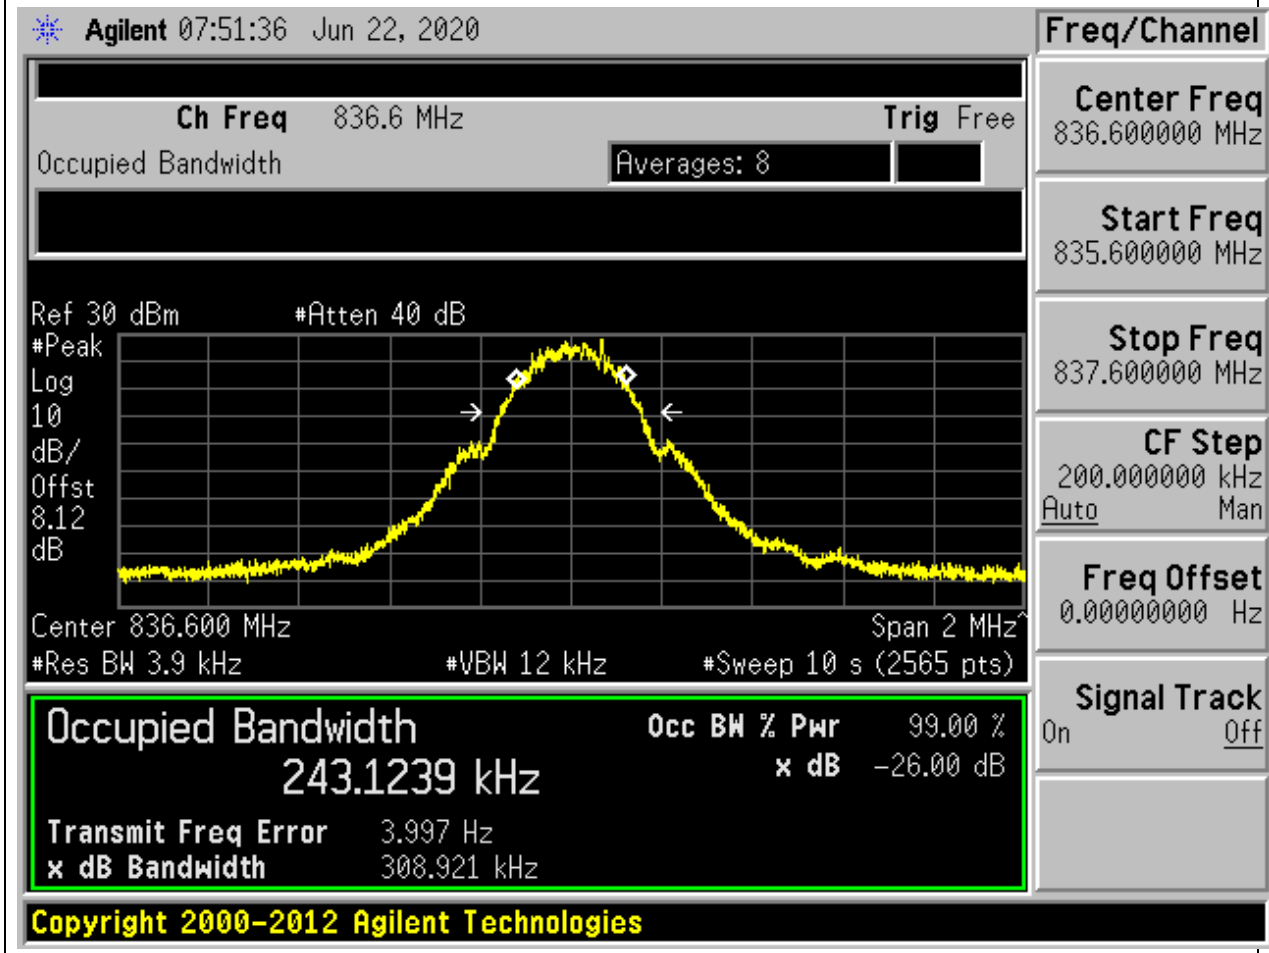 Agilent 07:51:36 Jun 22, 2020
Freq/Channel
Ch Freq 836.6 MHz
Trig Free
Occupied Bandwidth
Averages: 8
Ref 30 dBm
#Atten 40 dB
#Peak
Log
10
dB/
Offst
8.12
dB
Center 836.600 MHz
Span 2 MHz^
#Res BW 3.9 kHz
#VBW 12 kHz
#Sweep 10 s (2565 pts)
Occupied Bandwidth
243.1239 kHz
Occ BW % Pwr 99.00 %
x dB -26.00 dB
Transmit Freq Error 3.997 Hz
x dB Bandwidth 308.921 kHz
Copyright 2000-2012 Agilent Technologies
Center Freq
836.600000 MHz
Start Freq
835.600000 MHz
Stop Freq
837.600000 MHz
CF Step
200.000000 kHz
Auto Man
Freq Offset
0.00000000 Hz
Signal Track
On Off